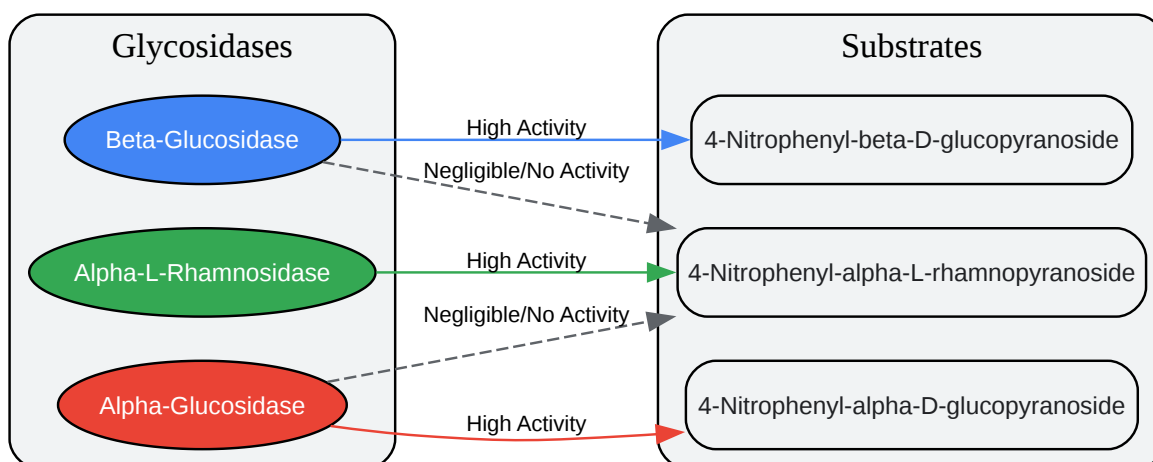 Glycosidases
Substrates
Beta-Glucosidase
High Activity
4-Nitrophenyl-beta-D-glucopyranoside
Negligible/No Activity
Alpha-L-Rhamnosidase
High Activity
4-Nitrophenyl-alpha-L-rhamnopyranoside
Negligible/No Activity
Alpha-Glucosidase
High Activity
4-Nitrophenyl-alpha-D-glucopyranoside